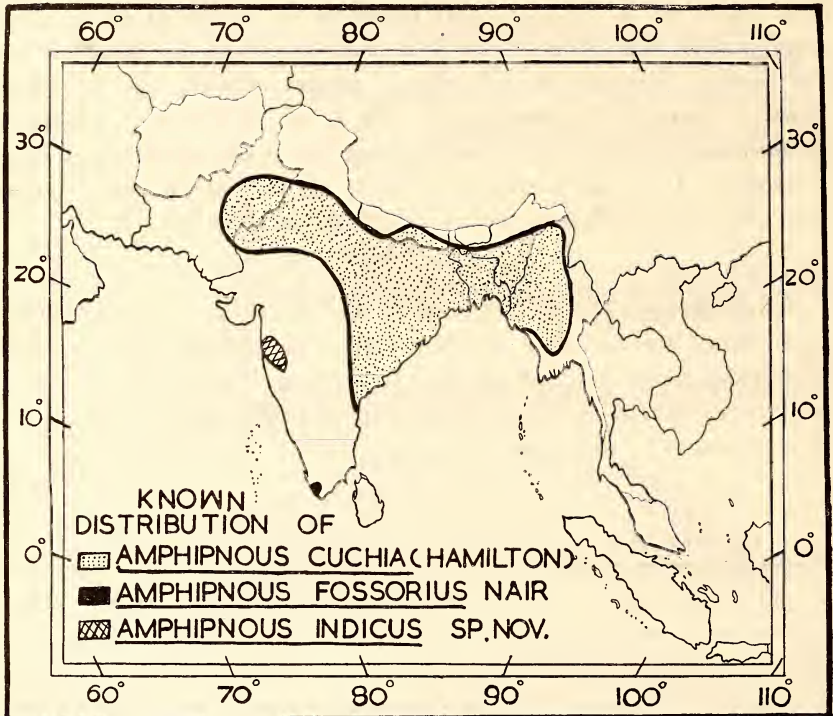 60° 70° 80° 90° 100° 110°
30° 30°
20° 20°
10° 10°
KNOWN
DISTRIBUTION OF
0° 0°
AMPHIPNOUS CUCHIA (HAMILTON)
AMPHIPNOUS FOSSORIUS NAIR
AMPHIPNOUS INDICUS SP. NOV.
60° 70° 80° 90° 100° 110°